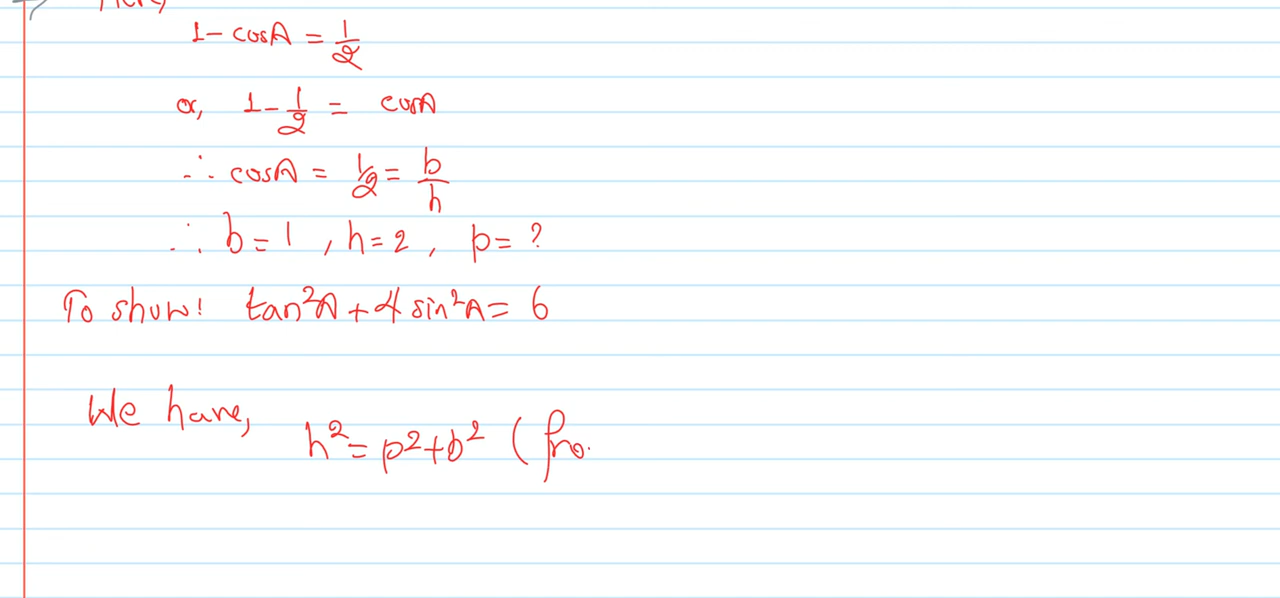 1 - cosA = 1/2
or, 1 - 1/2 = cosA
∴ cosA = 1/2 = b/h
∴ b = 1 , h = 2 , p = ?
To show! tan²A + 4 sin²A = 6
We have,
h² = p² + b² ( fro